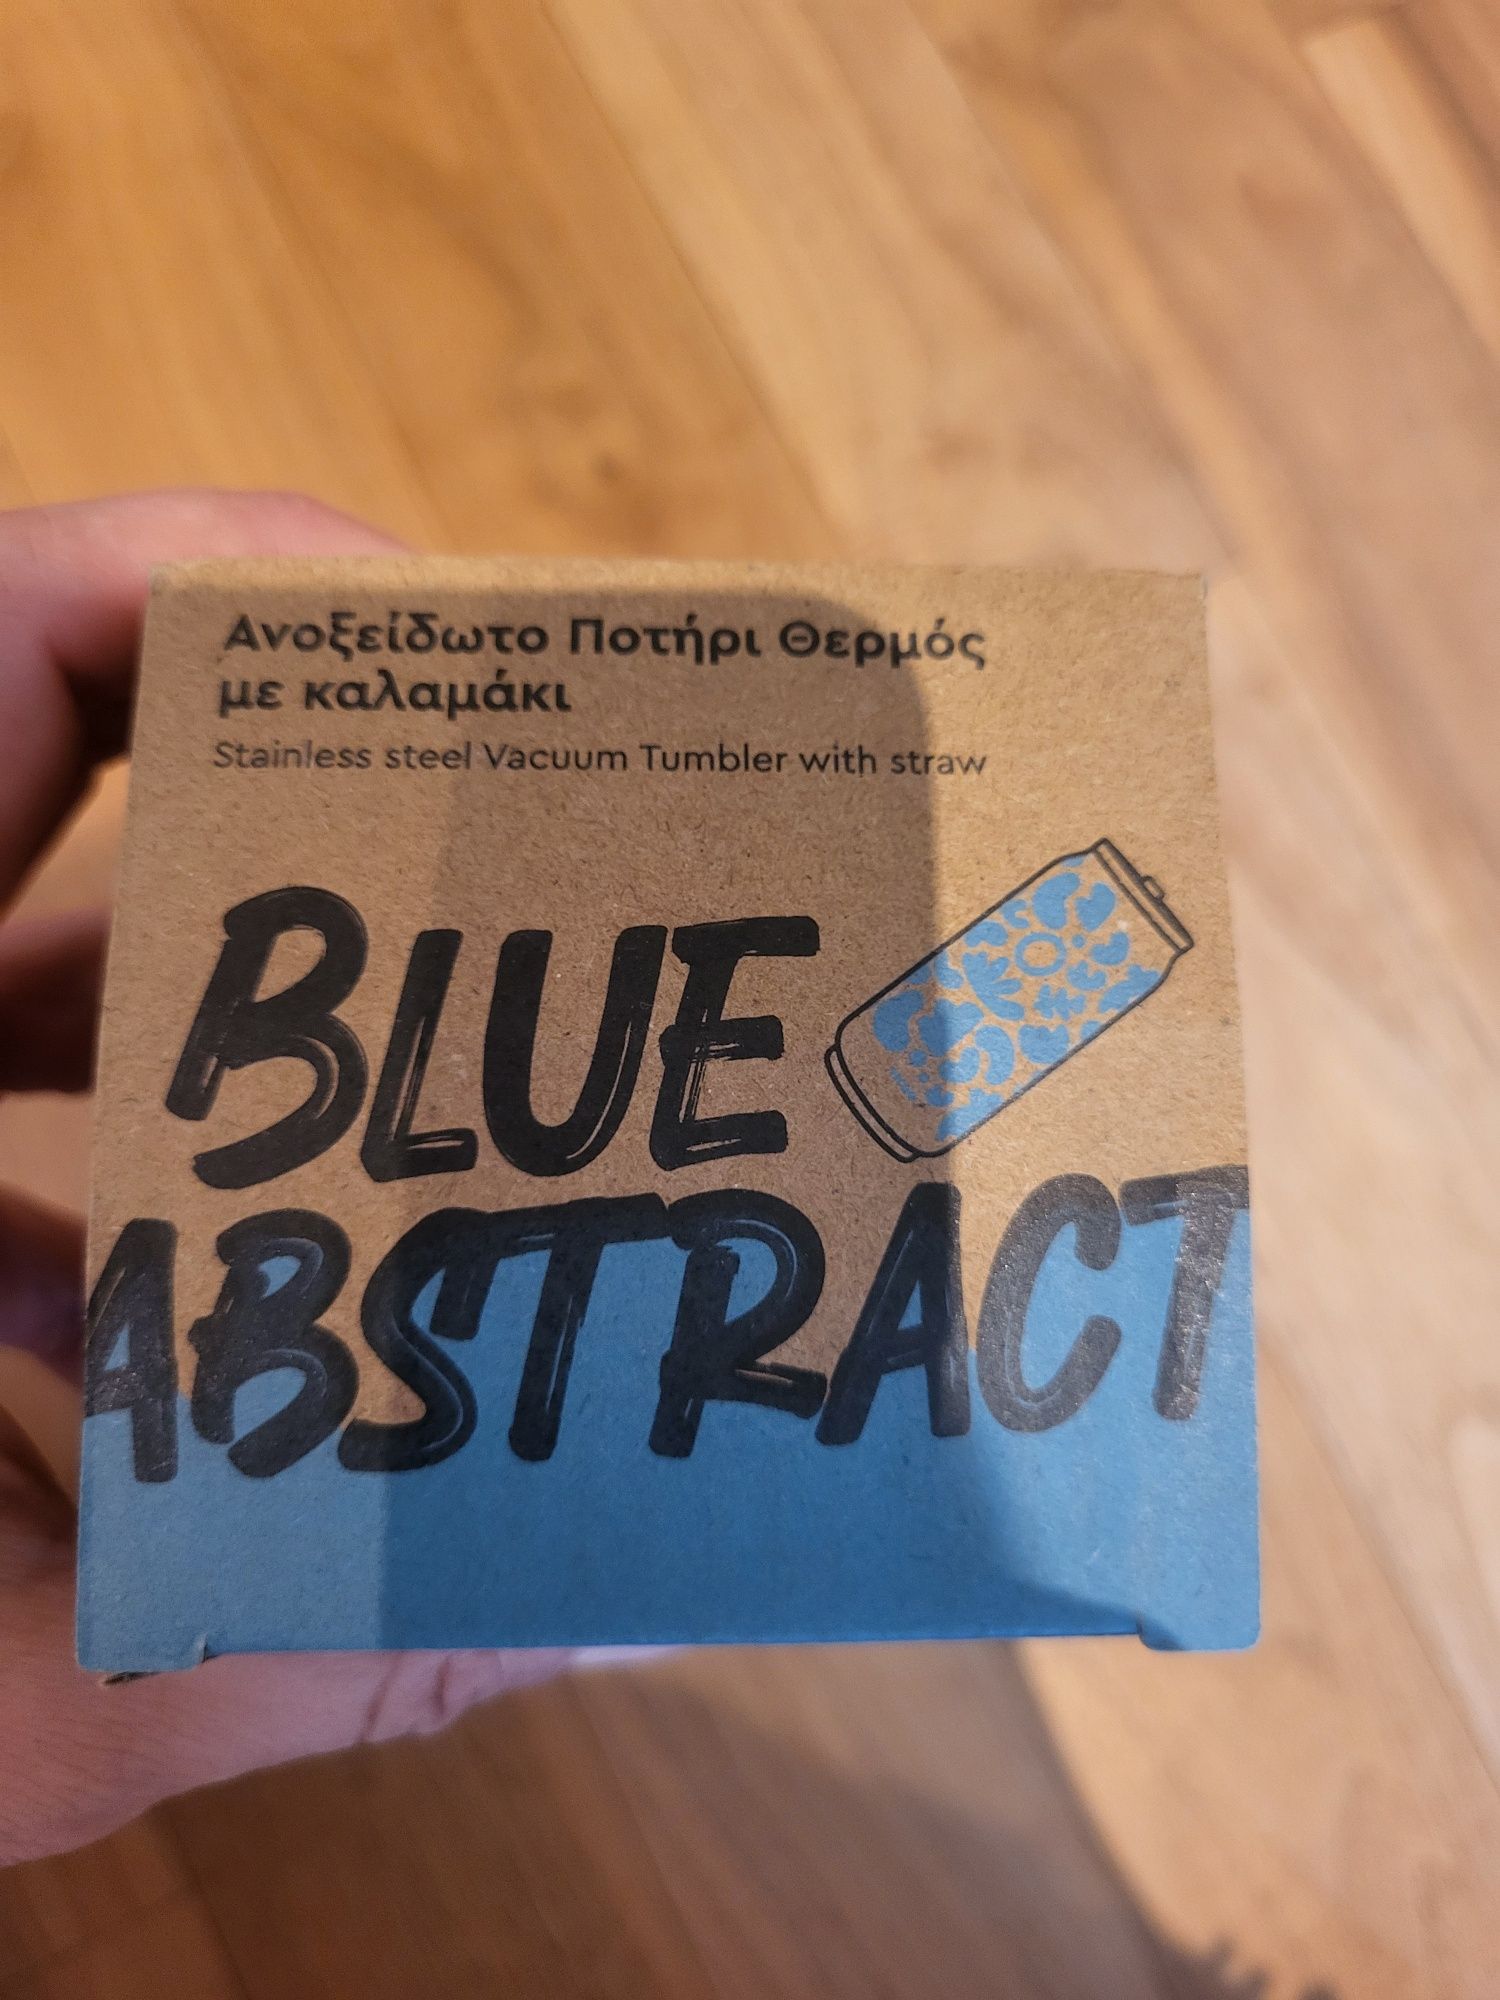 Ανοξείδωτο Ποτήρι Θερμός
με καλαμάκι
Stainless steel Vacuum Tumbler with straw
BLUE
ABSTRACT